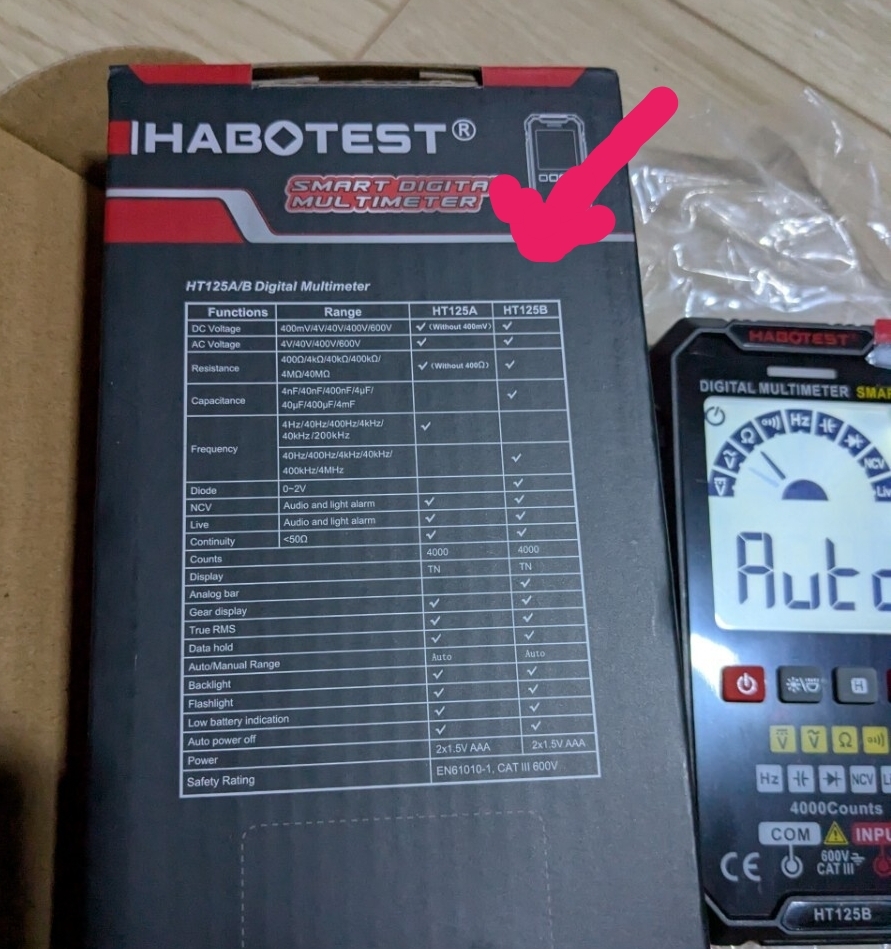 HABOTEST®
SMART DIGITA
MULTIMETER
HT125A/B Digital Multimeter
Functions Range HT125A HT125B
DC Voltage 400mV/4V/40V/400V/600V ✓(Without 400mV) ✓
AC Voltage 4V/40V/400V/600V ✓ ✓
Resistance 400Ω/4kΩ/40kΩ/400kΩ/
4MΩ/40MΩ ✓(Without 400Ω) ✓
Capacitance 4nF/40nF/400nF/4μF/
40μF/400μF/4mF ✓
Frequency 4Hz/40Hz/400Hz/4kHz/
40kHz/200kHz ✓
40Hz/400Hz/4kHz/40kHz/
400kHz/4MHz ✓
Diode 0~2V ✓
NCV Audio and light alarm ✓ ✓
Live Audio and light alarm ✓ ✓
Continuity <50Ω ✓ ✓
Counts 4000 4000
Display TN TN
Analog bar ✓
Gear display ✓ ✓
True RMS ✓ ✓
Data hold ✓ ✓
Auto/Manual Range Auto Auto
Backlight ✓ ✓
Flashlight ✓ ✓
Low battery indication ✓ ✓
Auto power off ✓ ✓
Power 2x1.5V AAA 2x1.5V AAA
Safety Rating EN61010-1, CAT III 600V
HABOTEST
DIGITAL MULTIMETER SMA
Ω Hz NCV Liv
Auto
H
V V Ω
Hz NCV Li
4000Counts
COM INPU
CE 600V
CAT III
HT125B